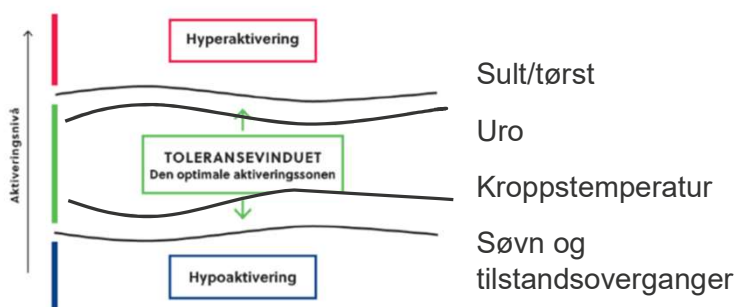 Aktiveringsnivå
Hyperaktivering
TOLERANSEVINDUET
Den optimale aktiveringssonen
Hypoaktivering
Sult/tørst
Uro
Kroppstemperatur
Søvn og
tilstandsoverganger